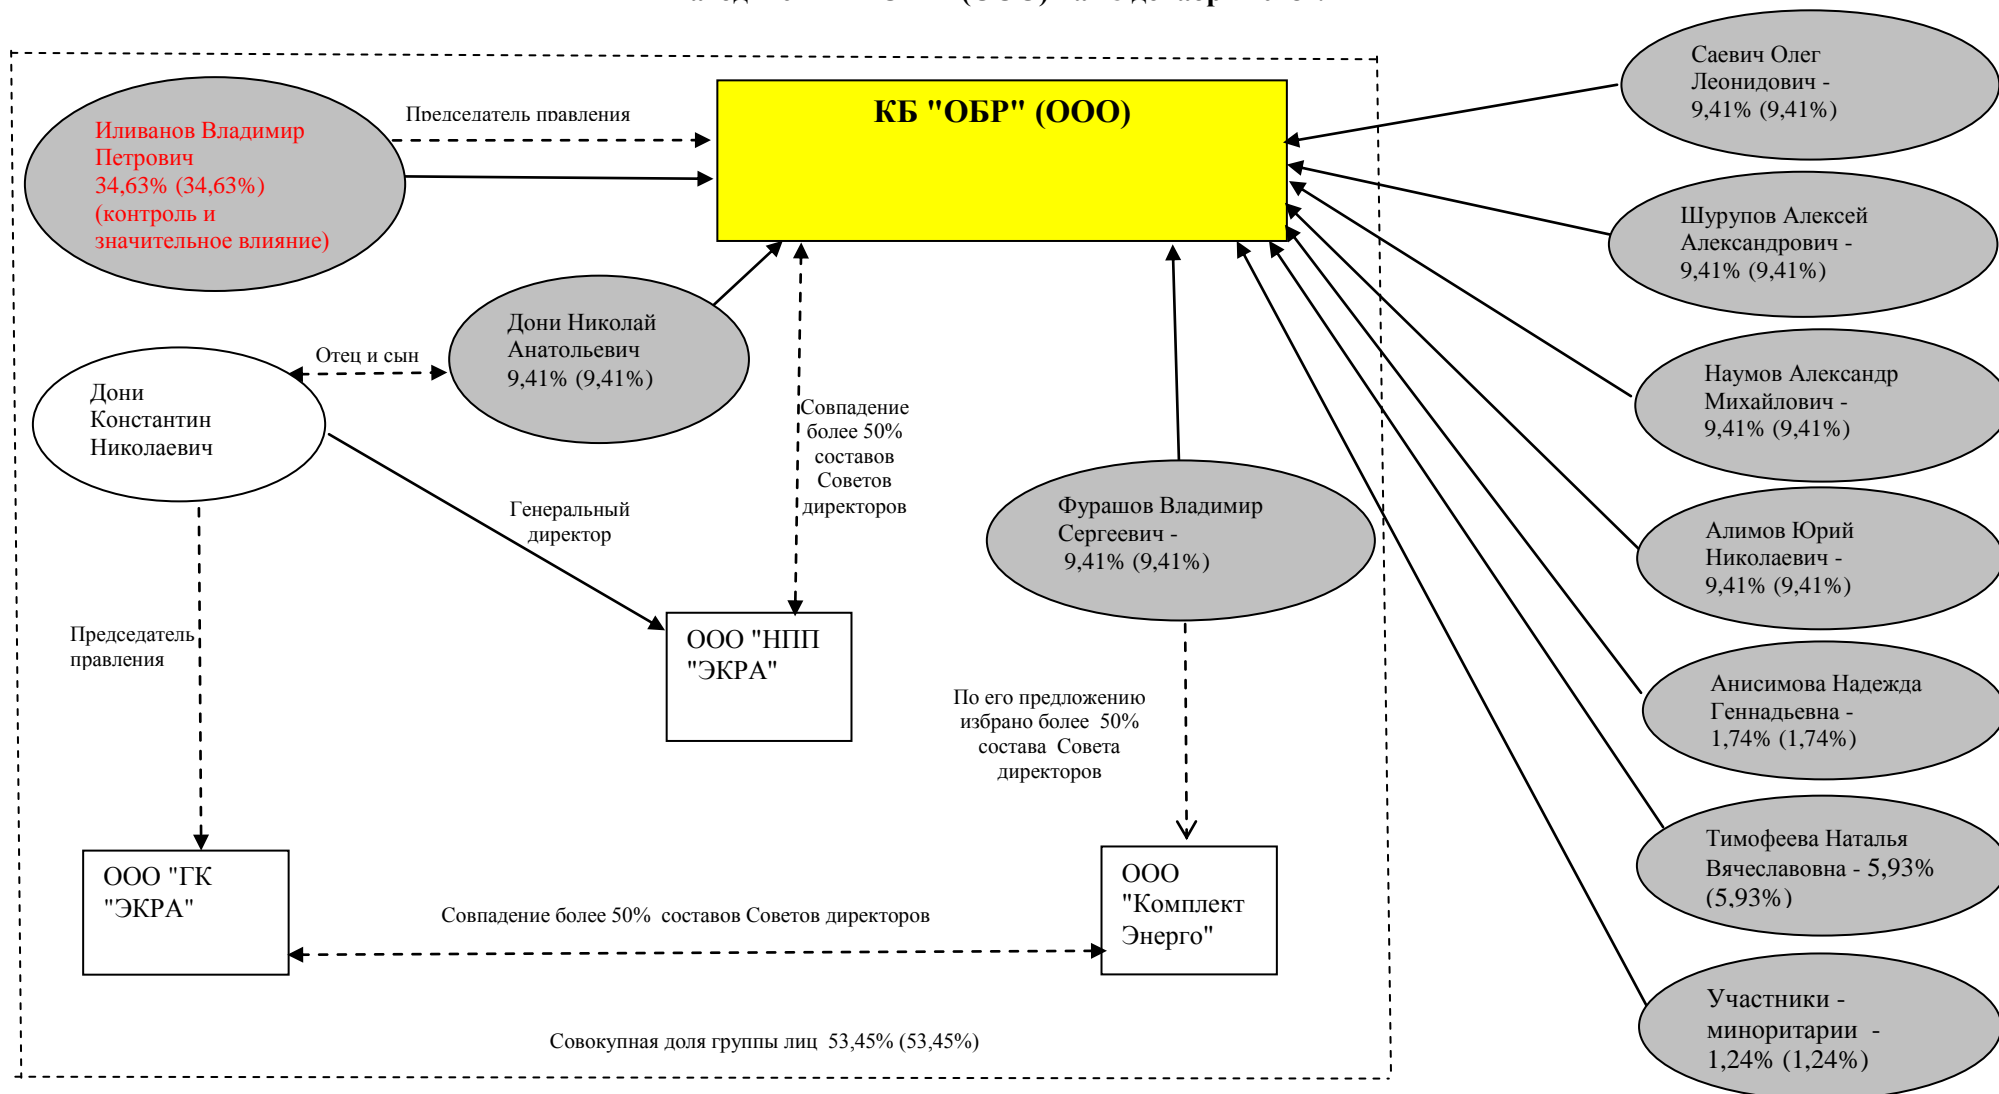 КБ "ОБР" (ООО)
Председатель правления
Иливанов Владимир
Петрович
34,63% (34,63%)
(контроль и
значительное влияние)
Дони Николай
Анатольевич
9,41% (9,41%)
Отец и сын
Дони
Константин
Николаевич
Совпадение
более 50%
составов
Советов
директоров
Генеральный
директор
Фурашов Владимир
Сергеевич -
9,41% (9,41%)
Председатель
правления
ООО "НПП
"ЭКРА"
По его предложению
избрано более 50%
состава Совета
директоров
ООО "ГК
"ЭКРА"
Совпадение более 50% составов Советов директоров
ООО
"Комплект
Энерго"
Совокупная доля группы лиц 53,45% (53,45%)
Саевич Олег
Леонидович -
9,41% (9,41%)
Шурупов Алексей
Александрович -
9,41% (9,41%)
Наумов Александр
Михайлович -
9,41% (9,41%)
Алимов Юрий
Николаевич -
9,41% (9,41%)
Анисимова Надежда
Геннадьевна -
1,74% (1,74%)
Тимофеева Наталья
Вячеславовна - 5,93%
(5,93%)
Участники -
миноритарии -
1,24% (1,24%)